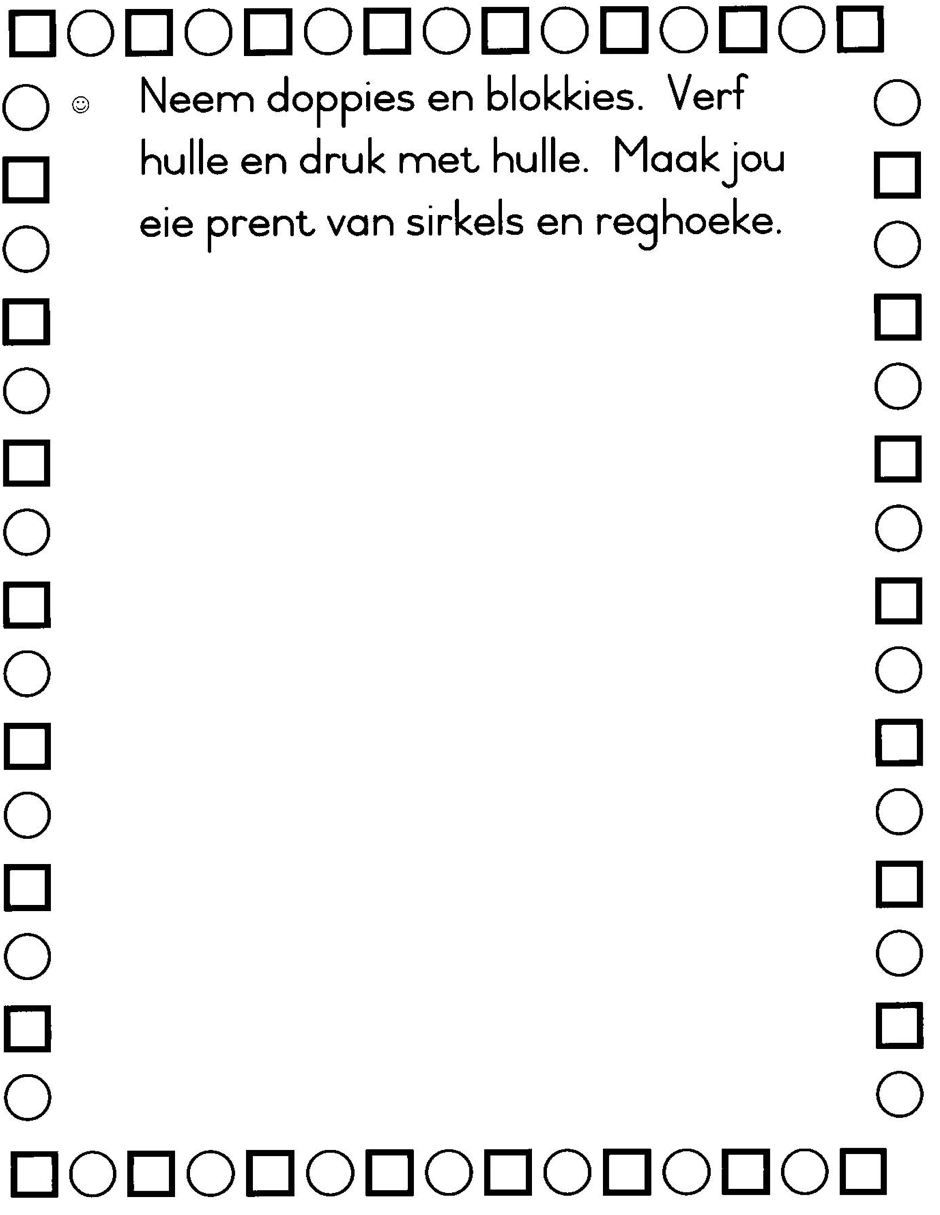 Neem doppies en blokkies. Verf
hulle en druk met hulle. Maak jou
eie prent van sirkels en reghoeke.